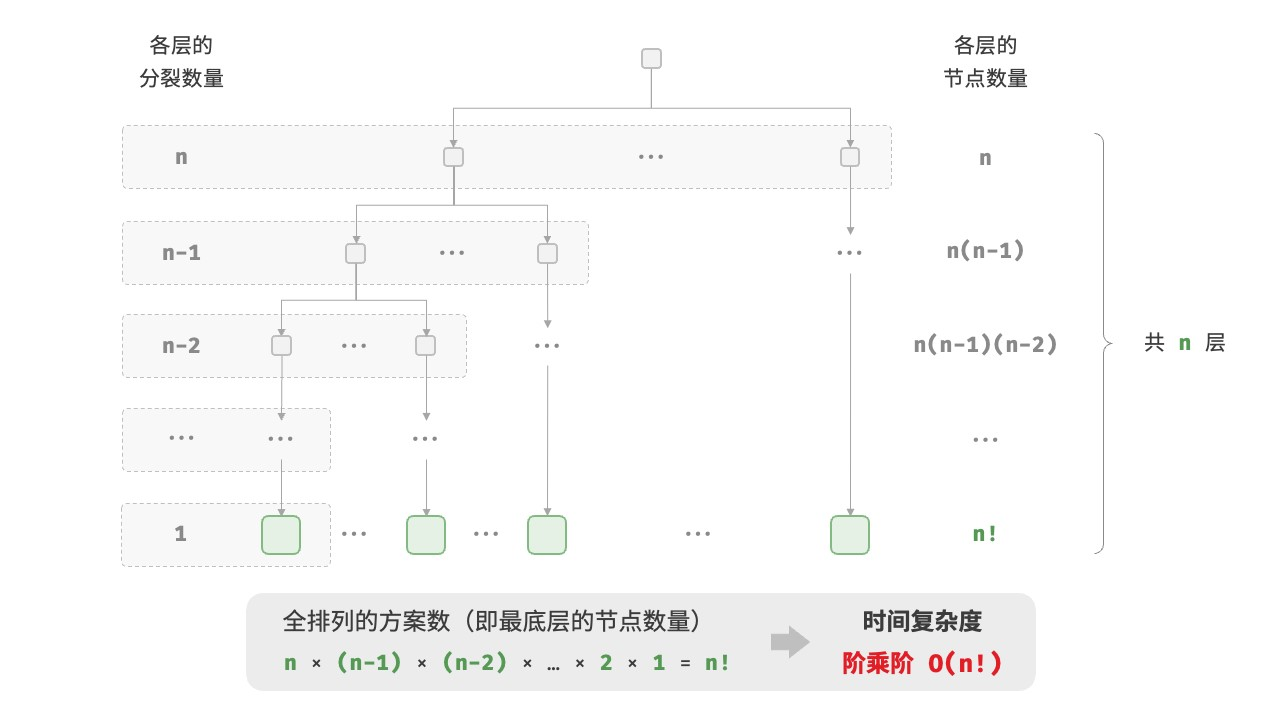 各层的
分裂数量
各层的
节点数量
n
...
n
n-1
...
...
n(n-1)
n-2
...
...
n(n-1)(n-2)
共 n 层
...
...
...
...
1
...
...
...
n!
全排列的方案数（即最底层的节点数量）
n × (n-1) × (n-2) × … × 2 × 1 = n!
时间复杂度
阶乘阶 O(n!)